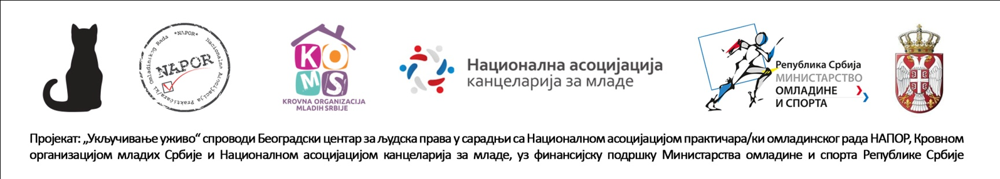 *NAPOR* Nacionalna Asocijacija Praktičara/ki Omladinskog Rada
NAPOR
KOMS
KROVNA ORGANIZACIJA
MLADIH SRBIJE
Национална асоцијација
канцеларија за младе
Република Србија
МИНИСТАРСТВО
ОМЛАДИНЕ
И СПОРТА
Пројекат: „Укључивање уживо“ спроводи Београдски центар за људска права у сарадњи са Националном асоцијацијом практичара/ки омладинског рада НАПОР, Кровном
организацијом младих Србије и Националном асоцијацијом канцеларија за младе, уз финансијску подршку Министарства омладине и спорта Републике Србије